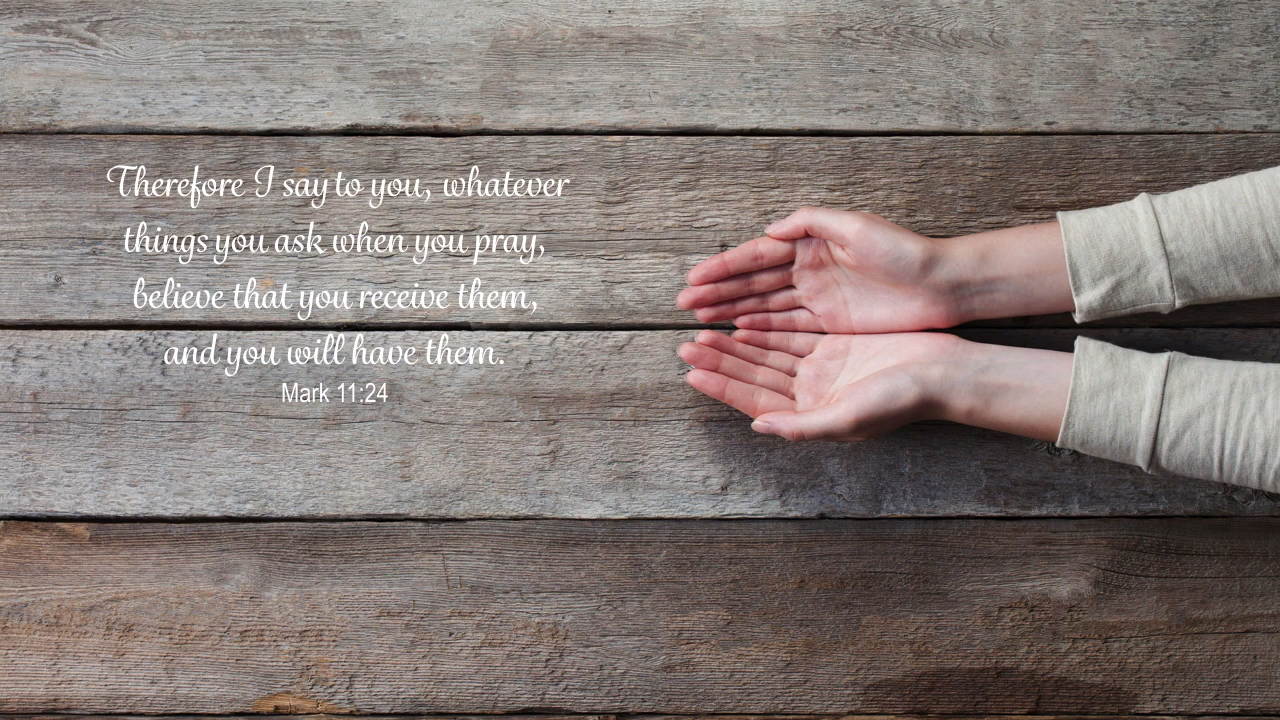 Therefore I say to you, whatever
things you ask when you pray,
believe that you receive them,
and you will have them.
Mark 11:24